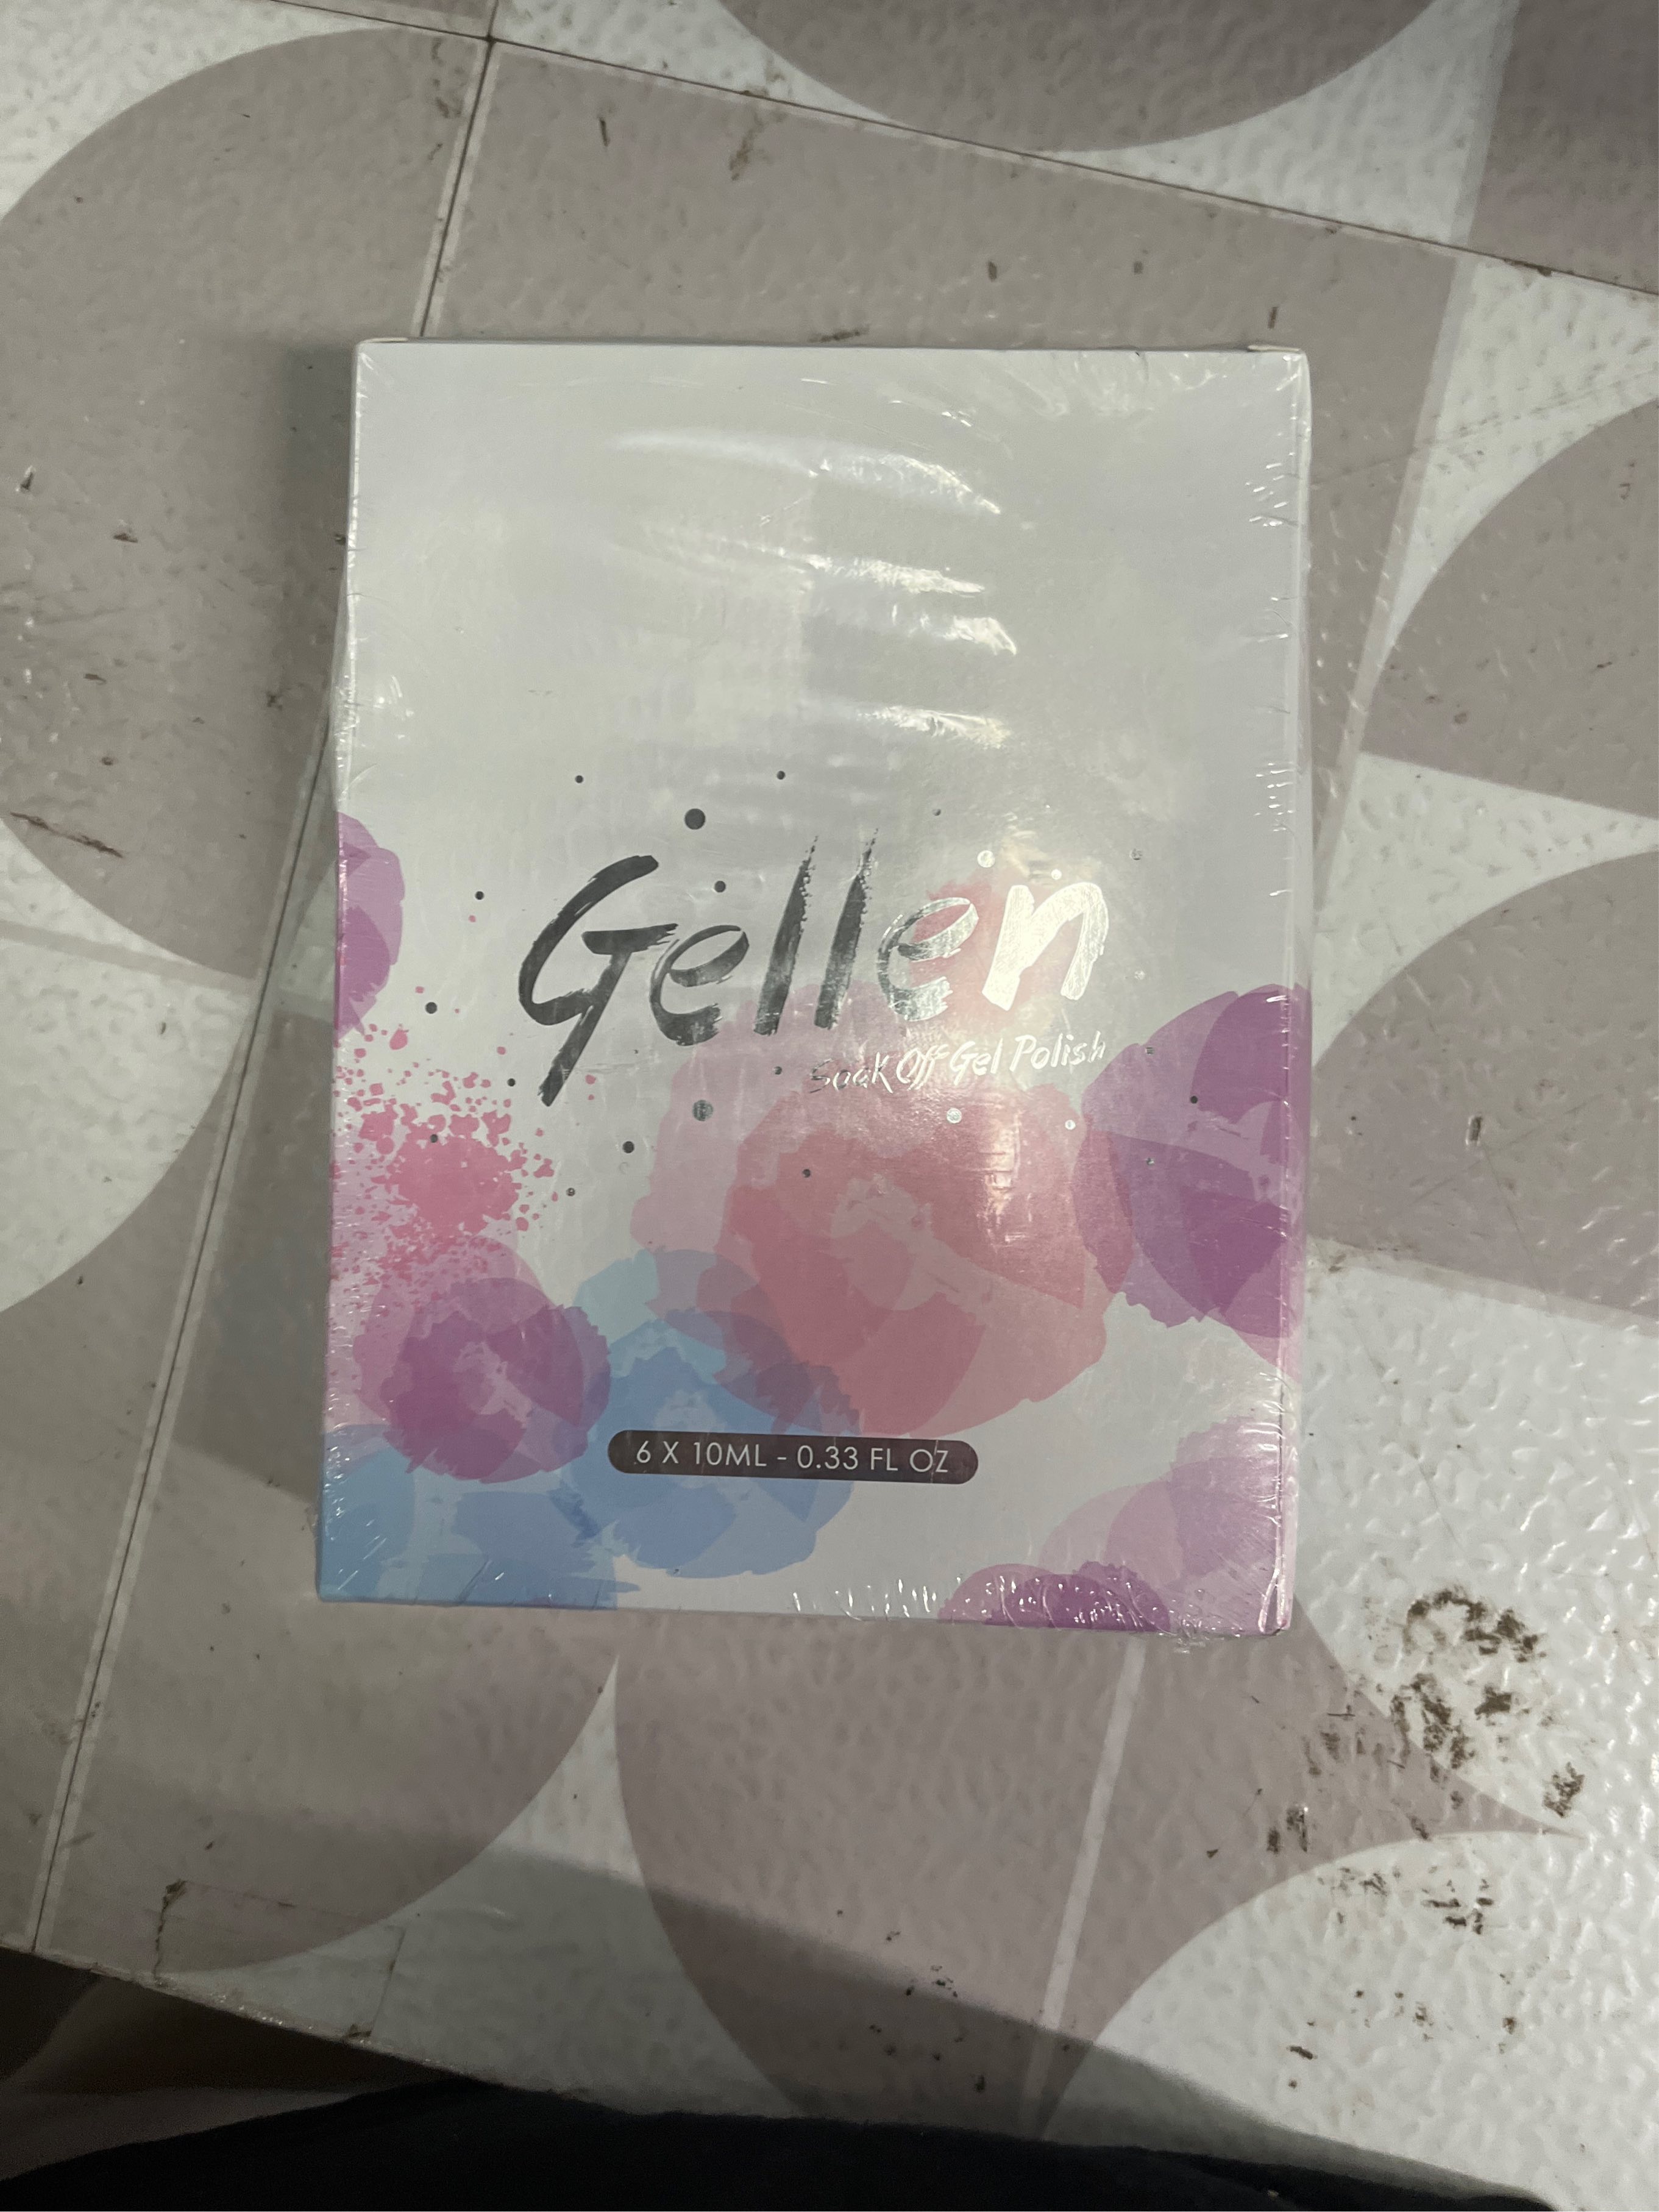 Gellen
Soak Off Gel Polish
6 X 10ML - 0.33 FL OZ